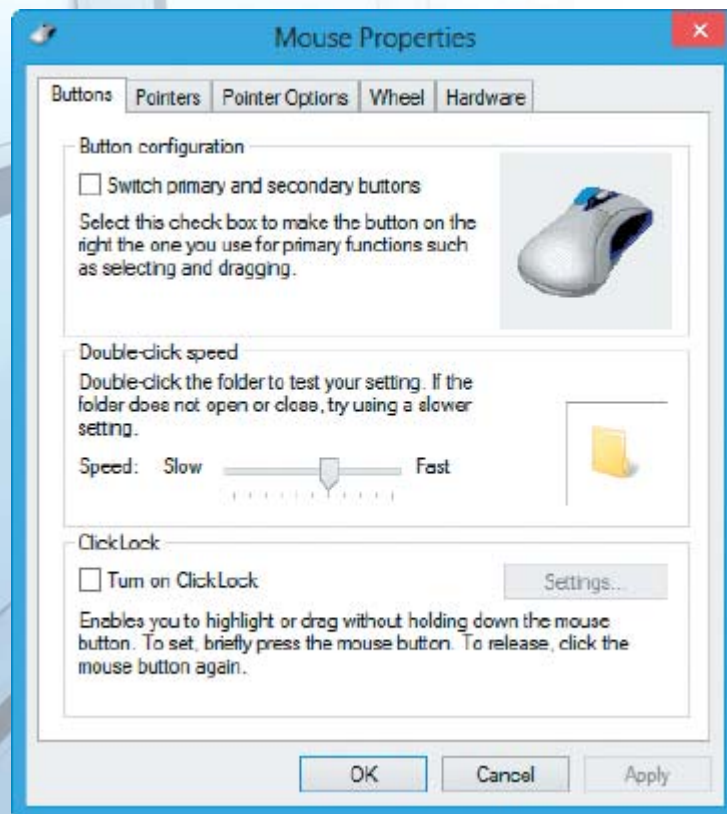 Mouse Properties
Buttons Pointers Pointer Options Wheel Hardware
Button configuration
Switch primary and secondary buttons
Select this check box to make the button on the
right the one you use for primary functions such
as selecting and dragging.
Double-click speed
Double-click the folder to test your setting. If the
folder does not open or close, try using a slower
setting.
Speed: Slow Fast
ClickLock
Turn on ClickLock Settings...
Enables you to highlight or drag without holding down the mouse
button. To set, briefly press the mouse button. To release, click the
mouse button again.
OK Cancel Apply